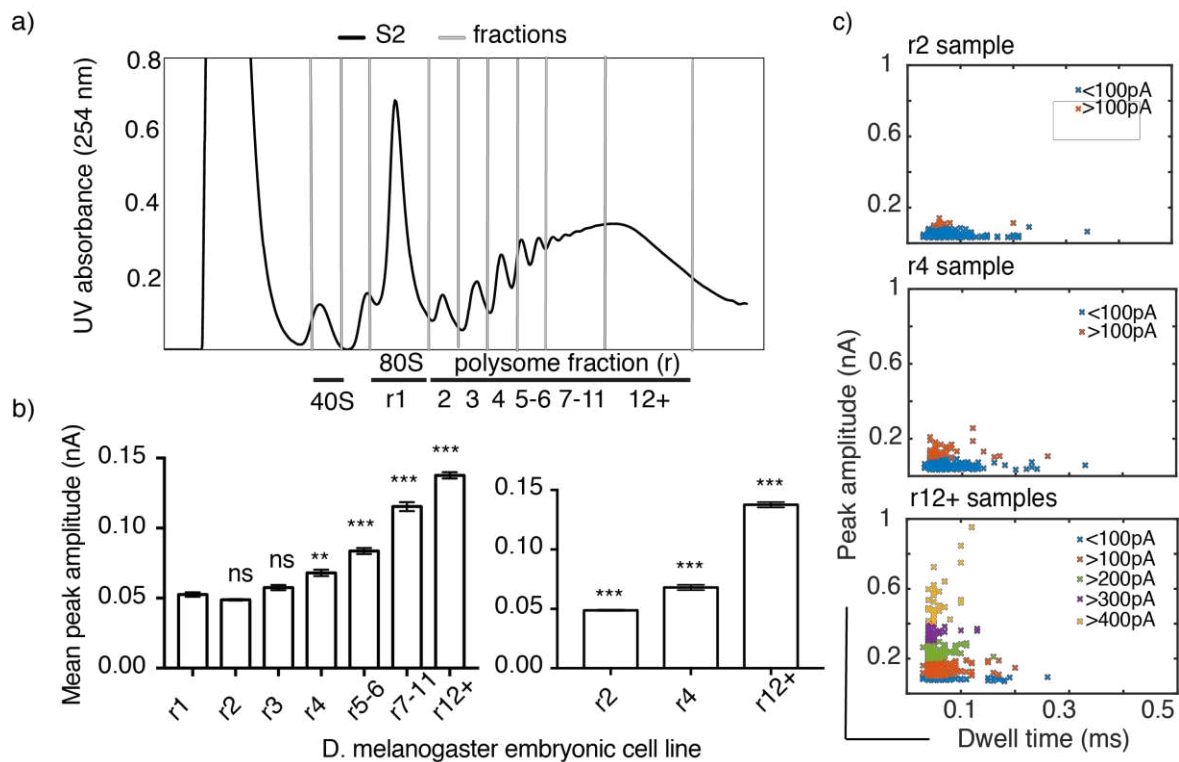 a)
S2
fractions
UV absorbance (254 nm)
0.8
0.6
0.4
0.2
80S
polysome fraction (r)
40S
r1
2
3
4
5-6
7-11
12+
b)
Mean peak amplitude (nA)
0.15
0.10
0.05
0.00
ns
ns
**
***
***
***
r1
r2
r3
r4
r5-6
r7-11
r12+
0.15
0.10
0.05
0.00
***
***
***
r2
r4
r12+
D. melanogaster embryonic cell line
c)
r2 sample
1
0.6
0.2
<100pA
>100pA
r4 sample
1
0.6
0.2
<100pA
>100pA
r12+ samples
1
0.6
0.2
<100pA
>100pA
>200pA
>300pA
>400pA
Peak amplitude (nA)
0.1
0.3
0.5
Dwell time (ms)